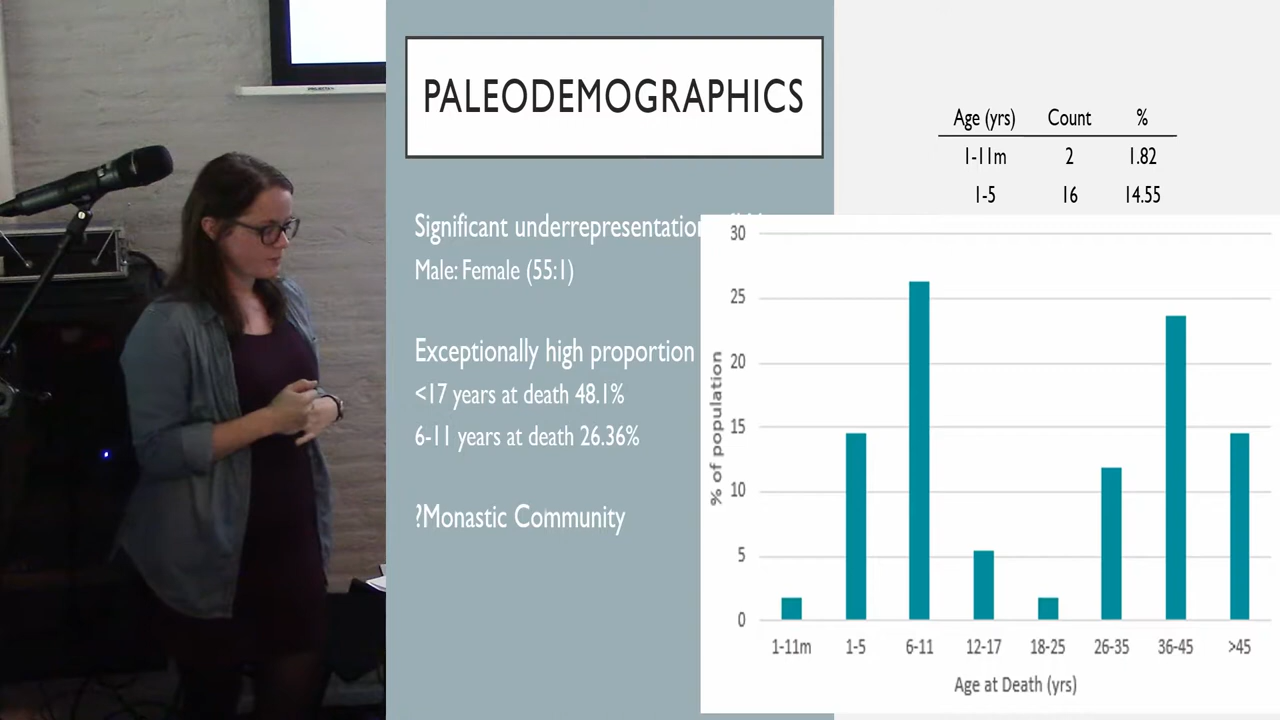 PALEODEMOGRAPHICS
Significant underrepresentation
Male: Female (55:1)
Exceptionally high proportion
<17 years at death 48.1%
6-11 years at death 26.36%
?Monastic Community
Age (yrs) Count %
1-11m 2 1.82
1-5 16 14.55
30
25
20
15
10
5
0
% of population
1-11m 1-5 6-11 12-17 18-25 26-35 36-45 >45
Age at Death (yrs)